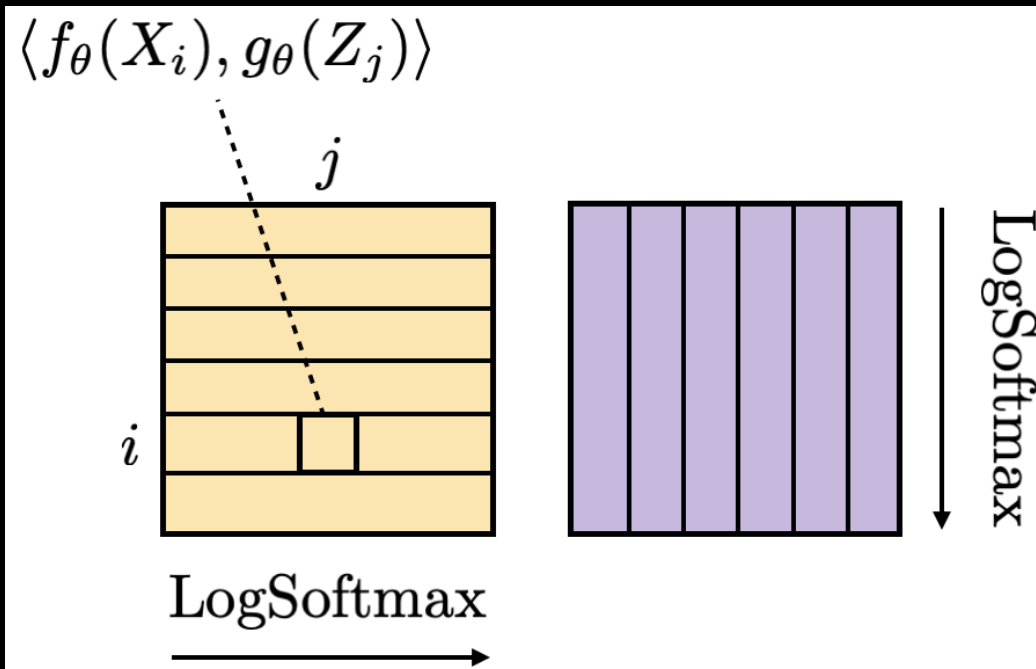 ⟨f_θ(X_i), g_θ(Z_j)⟩
j
i
LogSoftmax
LogSoftmax